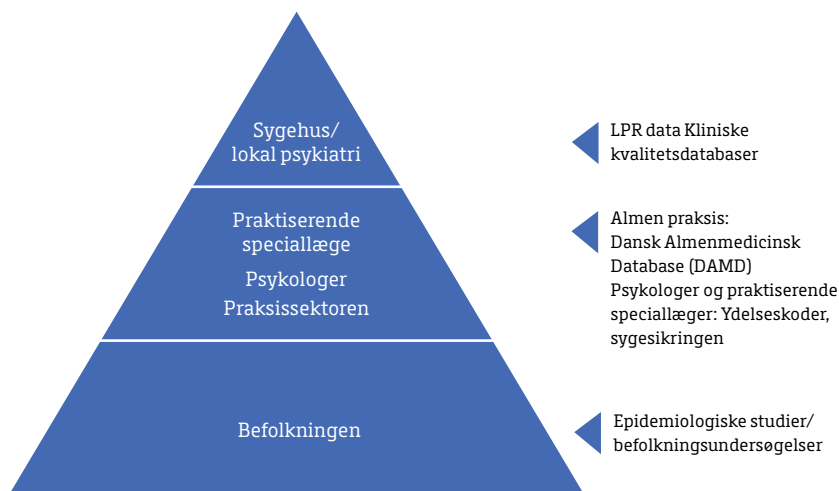 Sygehus/
lokal psykiatri
LPR data Kliniske
kvalitetsdatabaser
Praktiserende
speciallæge
Psykologer
Praksissektoren
Almen praksis:
Dansk Almenmedicinsk
Database (DAMD)
Psykologer og praktiserende
speciallæger: Ydelseskoder,
sygesikringen
Befolkningen
Epidemiologiske studier/
befolkningsundersøgelser